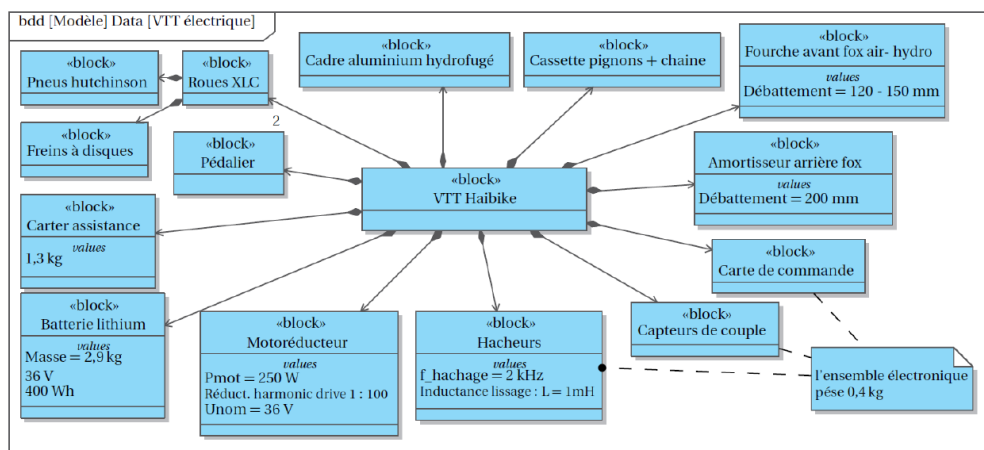 bdd [Modèle] Data [VTT électrique]
«block»
Pneus hutchinson
«block»
Roues XLC
«block»
Cadre aluminium hydrofugé
«block»
Cassette pignons + chaine
«block»
Fourche avant fox air- hydro
values
Débattement = 120 - 150 mm
«block»
Freins à disques
2
«block»
Pédalier
«block»
VTT Haibike
«block»
Amortisseur arrière fox
values
Débattement = 200 mm
«block»
Carter assistance
values
1,3 kg
«block»
Carte de commande
«block»
Batterie lithium
values
Masse = 2,9 kg
36 V
400 Wh
«block»
Motoréducteur
values
Pmot = 250 W
Réduct. harmonic drive 1 : 100
Unom = 36 V
«block»
Hacheurs
values
f_hachage = 2 kHz
Inductance lissage : L = 1mH
«block»
Capteurs de couple
l'ensemble électronique
pése 0,4 kg